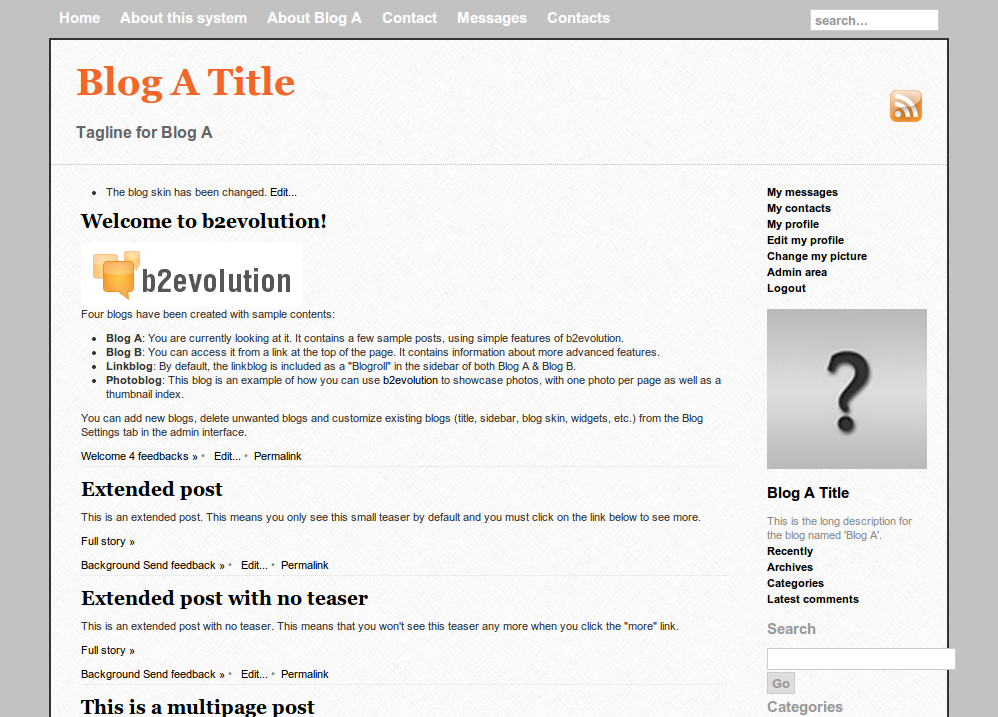 Home About this system About Blog A Contact Messages Contacts
search...
Blog A Title
Tagline for Blog A
The blog skin has been changed. Edit...
Welcome to b2evolution!
b2evolution
Four blogs have been created with sample contents:
Blog A: You are currently looking at it. It contains a few sample posts, using simple features of b2evolution.
Blog B: You can access it from a link at the top of the page. It contains information about more advanced features.
Linkblog: By default, the linkblog is included as a "Blogroll" in the sidebar of both Blog A & Blog B.
Photoblog: This blog is an example of how you can use b2evolution to showcase photos, with one photo per page as well as a
thumbnail index.
You can add new blogs, delete unwanted blogs and customize existing blogs (title, sidebar, blog skin, widgets, etc.) from the Blog
Settings tab in the admin interface.
Welcome 4 feedbacks » • Edit... • Permalink
Extended post
This is an extended post. This means you only see this small teaser by default and you must click on the link below to see more.
Full story »
Background Send feedback » • Edit... • Permalink
Extended post with no teaser
This is an extended post with no teaser. This means that you won't see this teaser any more when you click the "more" link.
Full story »
Background Send feedback » • Edit... • Permalink
This is a multipage post
My messages
My contacts
My profile
Edit my profile
Change my picture
Admin area
Logout
?
Blog A Title
This is the long description for
the blog named 'Blog A'.
Recently
Archives
Categories
Latest comments
Search
Go
Categories